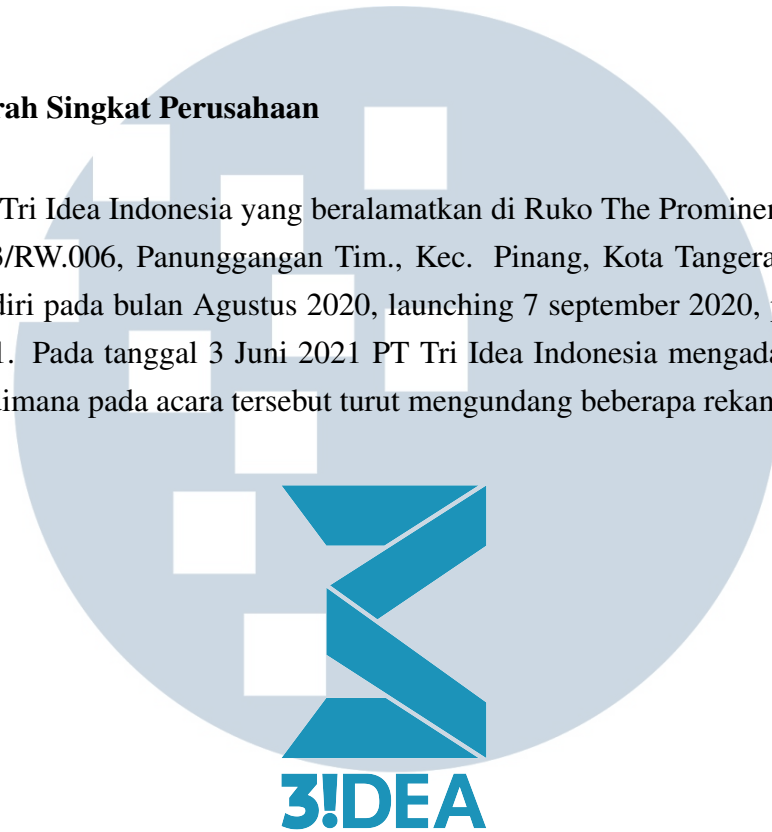 rah Singkat Perusahaan
Tri Idea Indonesia yang beralamatkan di Ruko The Prominen
/RW.006, Panunggangan Tim., Kec. Pinang, Kota Tangera
diri pada bulan Agustus 2020, launching 7 september 2020,
1. Pada tanggal 3 Juni 2021 PT Tri Idea Indonesia mengada
dimana pada acara tersebut turut mengundang beberapa rekan
3!DEA